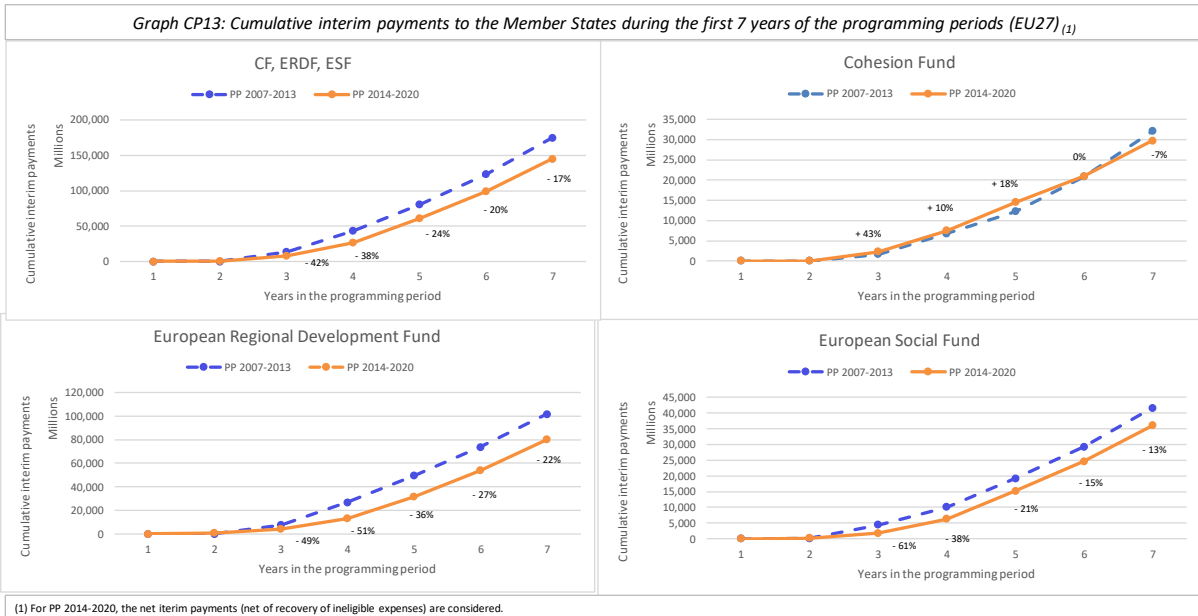 Graph CP13: Cumulative interim payments to the Member States during the first 7 years of the programming periods (EU27) (1)
CF, ERDF, ESF
PP 2007-2013 PP 2014-2020
Cumulative interim payments
Millions
200,000
150,000
100,000
50,000
0
- 42%
- 38%
- 24%
- 20%
- 17%
1 2 3 4 5 6 7
Years in the programming period
Cohesion Fund
PP 2007-2013 PP 2014-2020
Cumulative interim payments
Millions
35,000
30,000
25,000
20,000
15,000
10,000
5,000
0
+ 43%
+ 10%
+ 18%
0%
-7%
1 2 3 4 5 6 7
Years in the programming period
European Regional Development Fund
PP 2007-2013 PP 2014-2020
Cumulative interim payments
Millions
120,000
100,000
80,000
60,000
40,000
20,000
0
- 49%
- 51%
- 36%
- 27%
- 22%
1 2 3 4 5 6 7
Years in the programming period
European Social Fund
PP 2007-2013 PP 2014-2020
Cumulative interim payments
Millions
45,000
40,000
35,000
30,000
25,000
20,000
15,000
10,000
5,000
0
- 61%
- 38%
- 21%
- 15%
- 13%
1 2 3 4 5 6 7
Years in the programming period
(1) For PP 2014-2020, the net iterim payments (net of recovery of ineligible expenses) are considered.